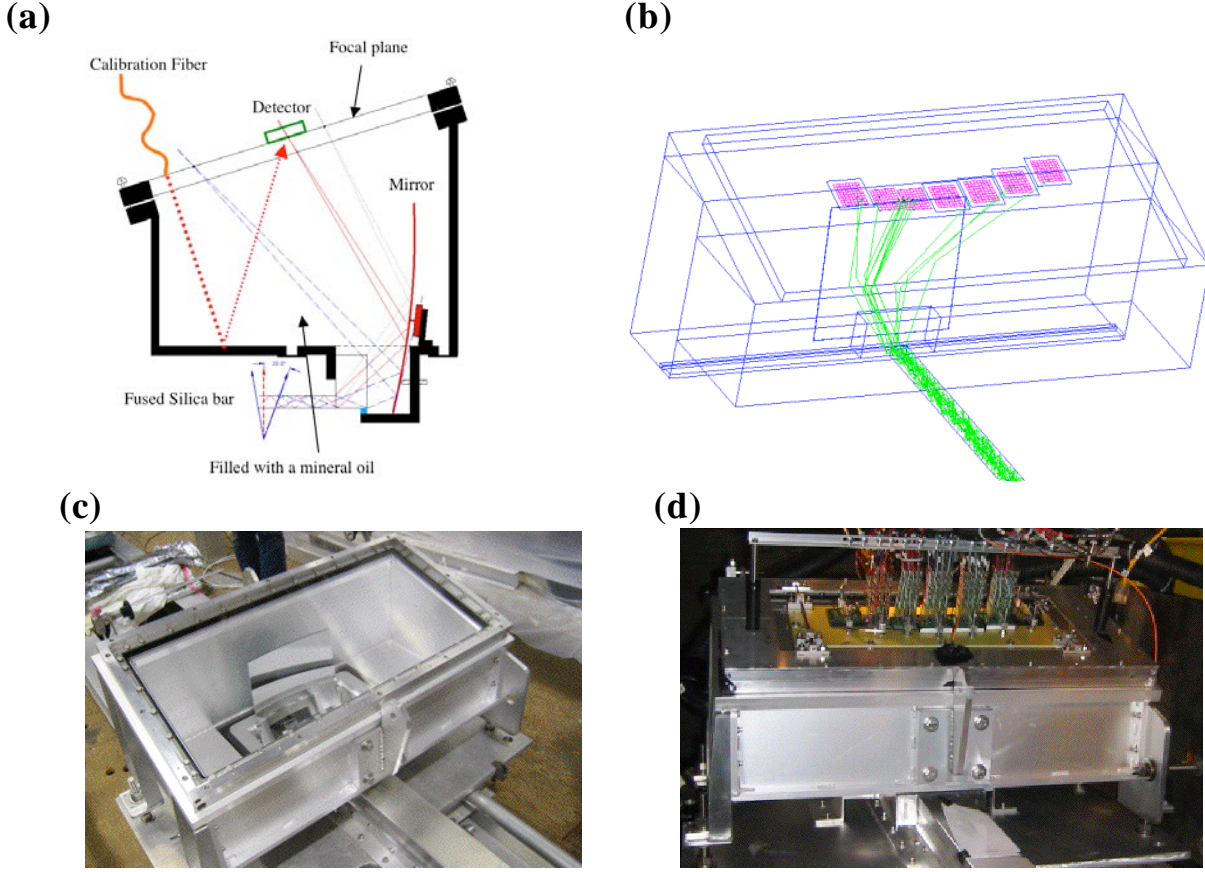 (a)
Focal plane
Calibration Fiber
Detector
Mirror
Fused Silica bar
Filled with a mineral oil
(b)
(c)
(d)